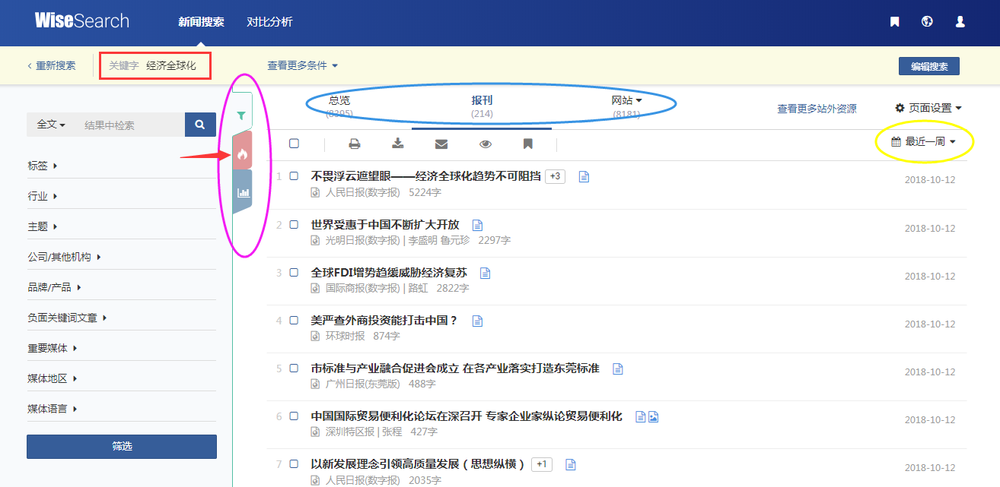 WiseSearch 新闻搜索 对比分析
重新搜索 关键字 经济全球化 查看更多条件 编辑搜索
总览 报刊 网站
(8395) (214) (8181)
查看更多站外资源 页面设置
全文 结果中检索
最近一周
标签
行业
主题
公司/其他机构
品牌/产品
负面关键词文章
重要媒体
媒体地区
媒体语言
筛选
1 不畏浮云遮望眼——经济全球化趋势不可阻挡 +3 2018-10-12
人民日报(数字报) 5224字
2 世界受惠于中国不断扩大开放 2018-10-12
光明日报(数字报) | 李盛明 鲁元珍 2297字
3 全球FDI增势趋缓威胁经济复苏 2018-10-12
国际商报(数字报) | 路虹 2822字
4 美严查外商投资能打击中国？ 2018-10-12
环球时报 874字
5 市标准与产业融合促进会成立 在各产业落实打造东莞标准 2018-10-12
广州日报(东莞版) 488字
6 中国国际贸易便利化论坛在深召开 专家企业家纵论贸易便利化 2018-10-12
深圳特区报 | 张程 427字
7 以新发展理念引领高质量发展（思想纵横） +1 2018-10-12
人民日报(数字报) 2035字